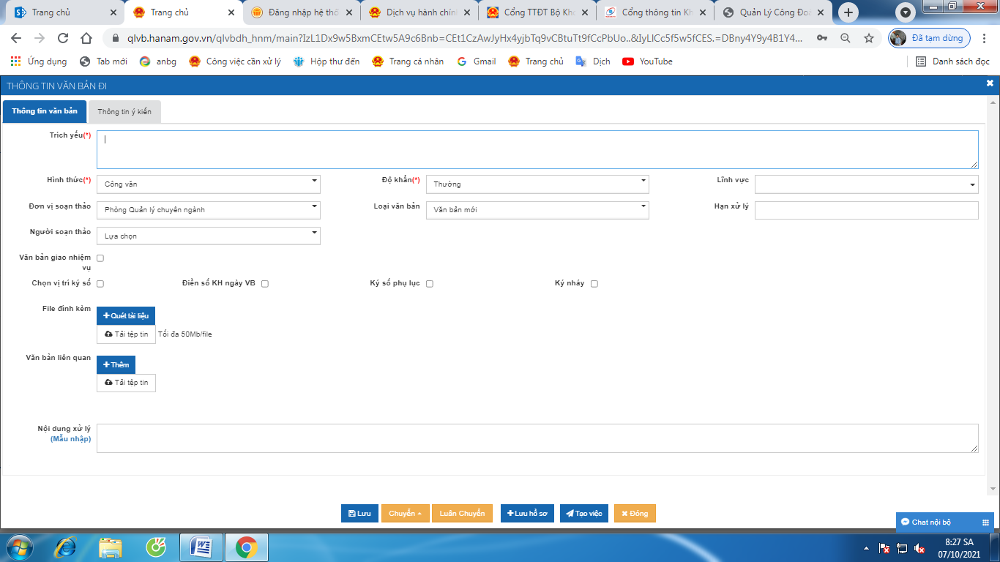 Trang chủ
Trang chủ
Đăng nhập hệ thố
Dịch vụ hành chín
Cổng TTĐT Bộ Kho
Cổng thông tin Kh
Quản Lý Công Đoà
qlvb.hanam.gov.vn/qlvbdh_hnm/main?IzL1Dx9w5BxmCEtw5A9c6Bnb=CEt1CzAwJyHx4yjbTq9vCBtuTt9fCcPbUo..&IyLlCc5f5w5fCES.=DBny4Y9y4B1Y4...
Đã tạm dừng
Ứng dụng
Tab mới
anbg
Công việc cần xử lý
Hộp thư đến
Trang cá nhân
Gmail
Trang chủ
Dịch
YouTube
Danh sách đọc
THÔNG TIN VĂN BẢN ĐI
Thông tin văn bản
Thông tin ý kiến
Trích yếu(*)
Hình thức(*)
Công văn
Độ khẩn(*)
Thường
Lĩnh vực
Đơn vị soạn thảo
Phòng Quản lý chuyên ngành
Loại văn bản
Văn bản mới
Hạn xử lý
Người soạn thảo
Lựa chọn
Văn bản giao nhiệm
vụ
Chọn vị trí ký số
Điền số KH ngày VB
Ký số phụ lục
Ký nháy
File đính kèm
Quét tài liệu
Tải tệp tin
Tối đa 50Mb/file
Văn bản liên quan
Thêm
Tải tệp tin
Nội dung xử lý
(Mẫu nhập)
Lưu
Chuyển
Luân Chuyển
Lưu hồ sơ
Tạo việc
Đóng
Chat nội bộ
8:27 SA
07/10/2021